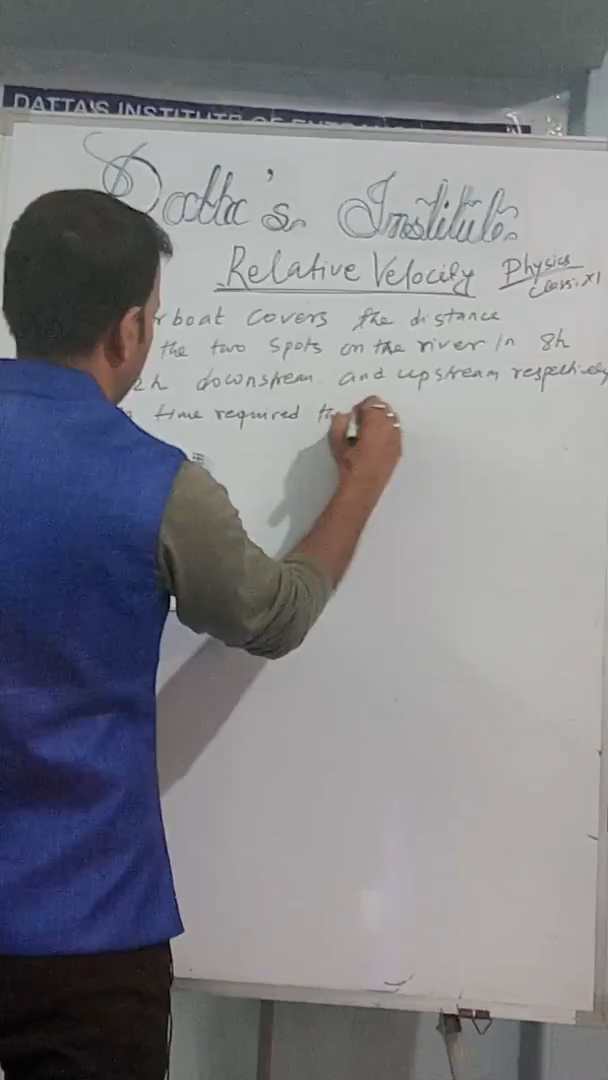 DATTA'S INSTITUTE OF
Datta's Institute
Relative Velocity Physics
Class: XI
r boat covers the distance
the two spots on the river in 8h
2h downstream and upstream respectively
time required